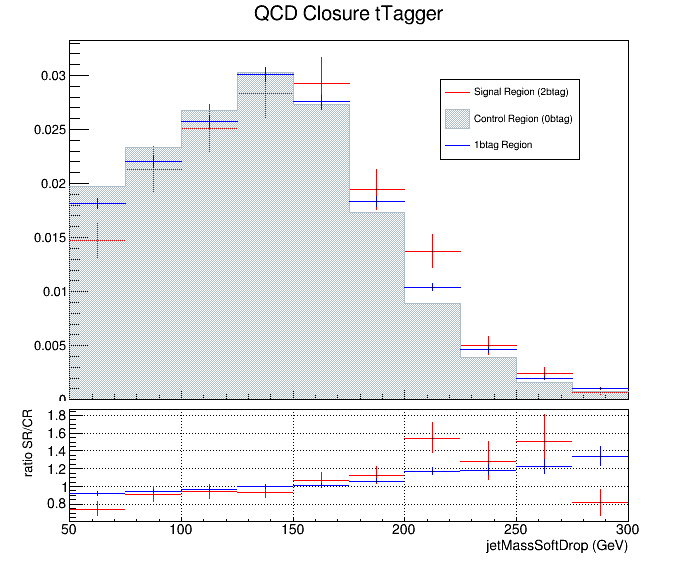 QCD Closure tTagger
0.03
0.025
0.02
0.015
0.01
0.005
0
Signal Region (2btag)
Control Region (0btag)
1btag Region
ratio SR/CR
1.8
1.6
1.4
1.2
1
0.8
50 100 150 200 250 300
jetMassSoftDrop (GeV)